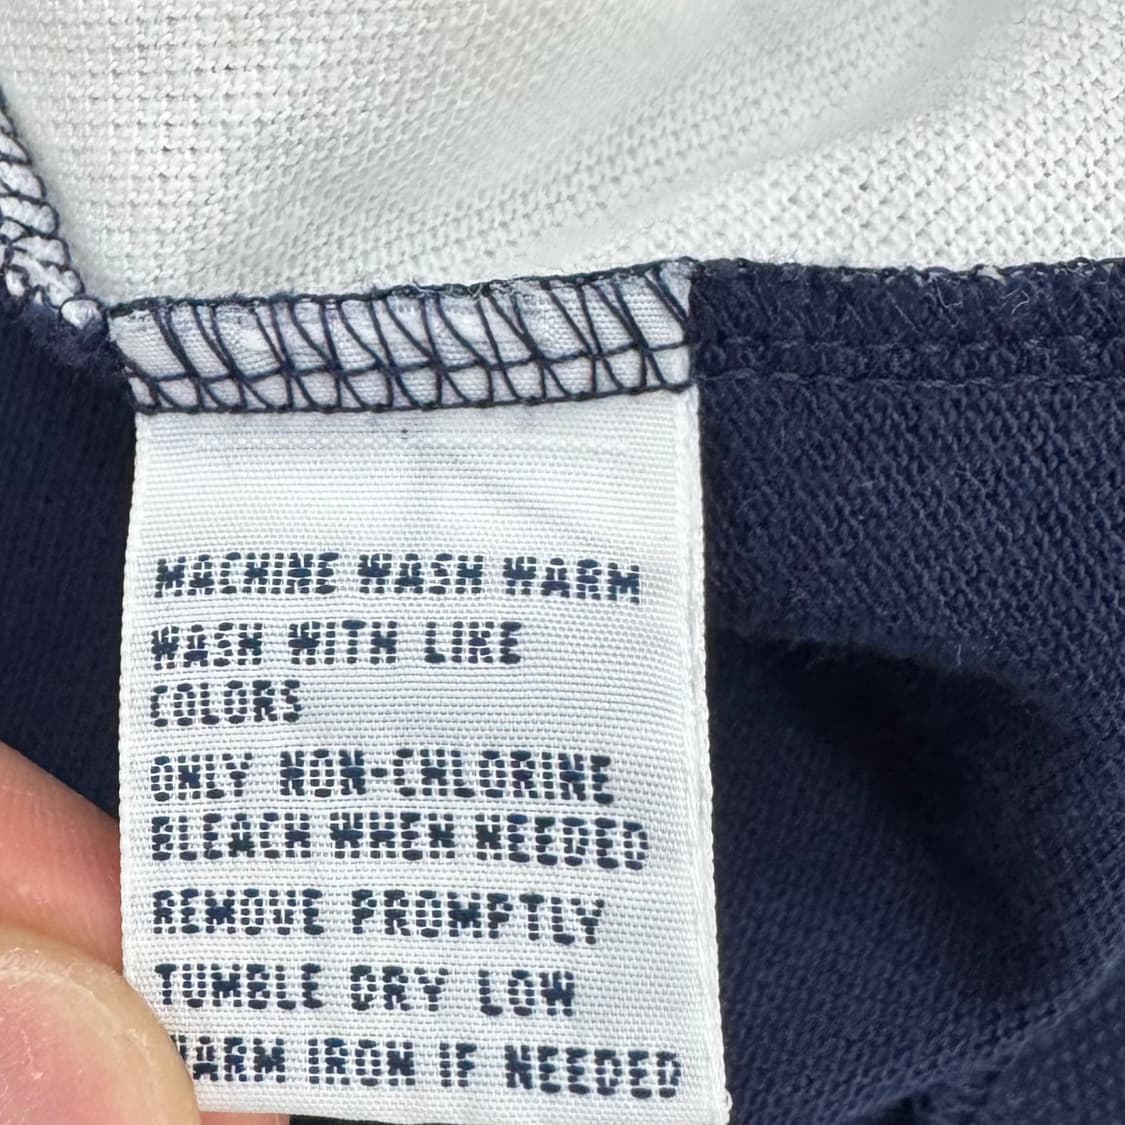 MACHINE WASH WARM
WASH WITH LIKE
COLORS
ONLY NON-CHLORINE
BLEACH WHEN NEEDED
REMOVE PROMPTLY
TUMBLE DRY LOW
WARM IRON IF NEEDED